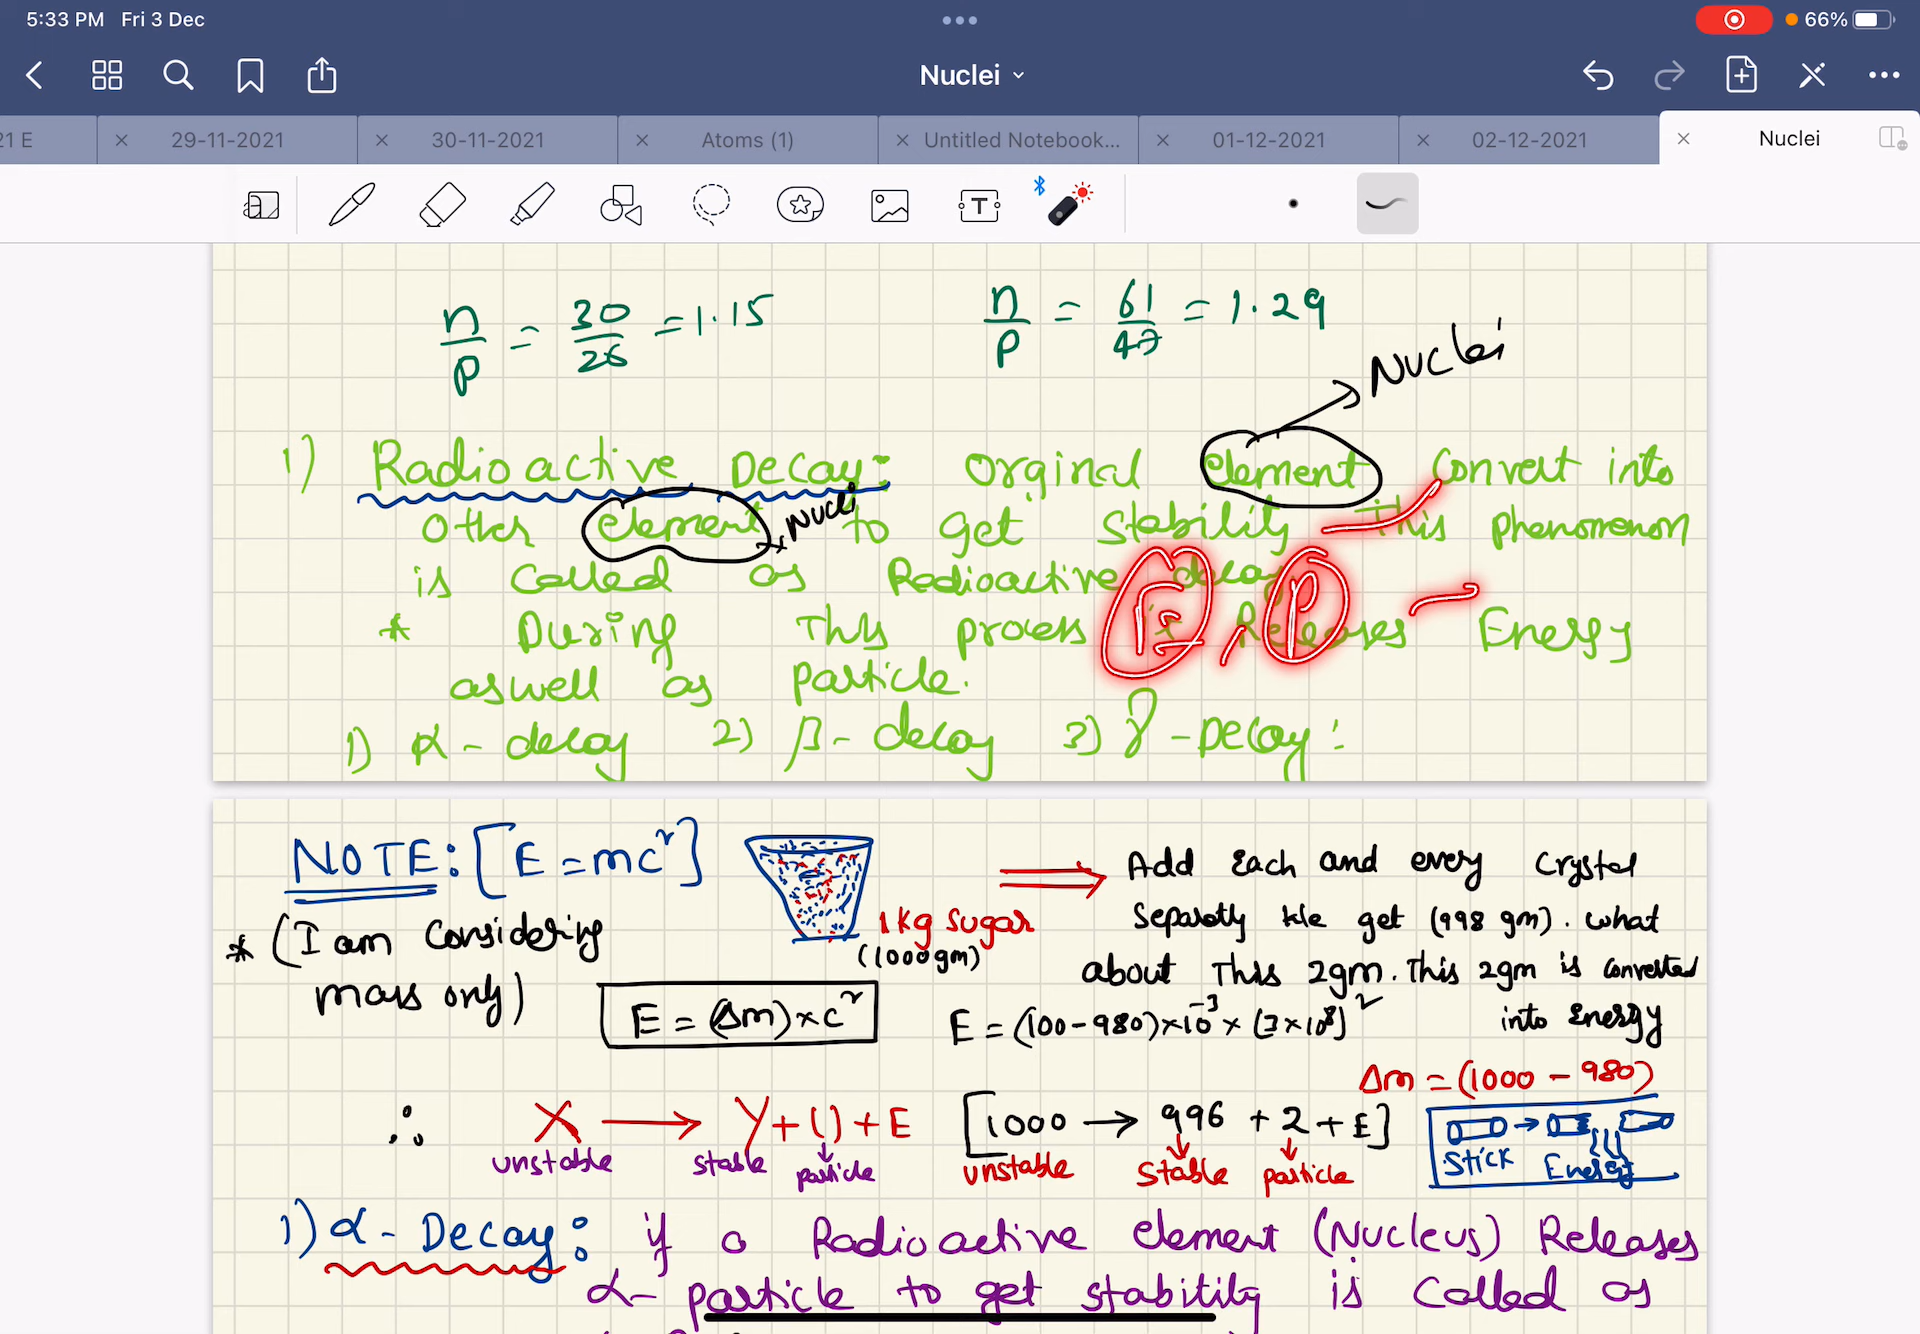 5:33 PM Fri 3 Dec
66%
Nuclei
21 E
29-11-2021
30-11-2021
Atoms (1)
Untitled Notebook...
01-12-2021
02-12-2021
Nuclei
n/p = 30/26 = 1.15
n/p = 61/47 = 1.29
Nuclei
1) Radioactive Decay: Orginal element Convert into
other element Nuclei to get Stability This phenomenon
is Called as Radioactive decay
* During This process it Releases Energy
E, P
aswell as particle.
1) α - decay 2) β - decay 3) γ - Decay:
NOTE: [E = mc²]
* (I am Considering
mass only)
1kg Sugar
(1000gm)
Add Each and every Crystal
Separatly We get (998 gm). what
about This 2gm. This 2gm is converted
into Energy
E = (Δm) × c²
E = (100-980)×10⁻³ × (3×10⁸)²
Δm = (1000 - 980)
∴ X → Y + () + E
unstable stable particle
[1000 → 996 + 2 + E]
unstable Stable particle
Stick Energy
1) α - Decay: if a Radioactive element (Nucleus) Releases
α- particle to get stabitity is Called as